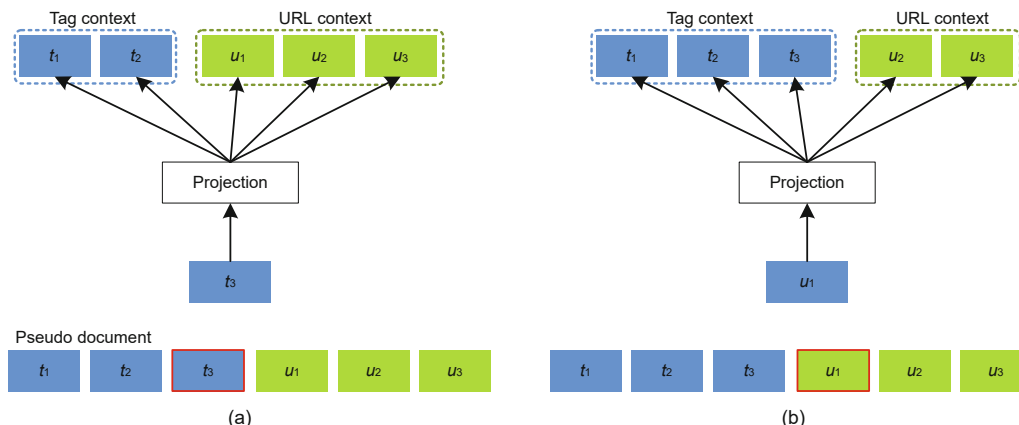 Tag context URL context
t1 t2 u1 u2 u3
Projection
t3
Pseudo document
t1 t2 t3 u1 u2 u3
(a)
Tag context URL context
t1 t2 t3 u2 u3
Projection
u1
t1 t2 t3 u1 u2 u3
(b)